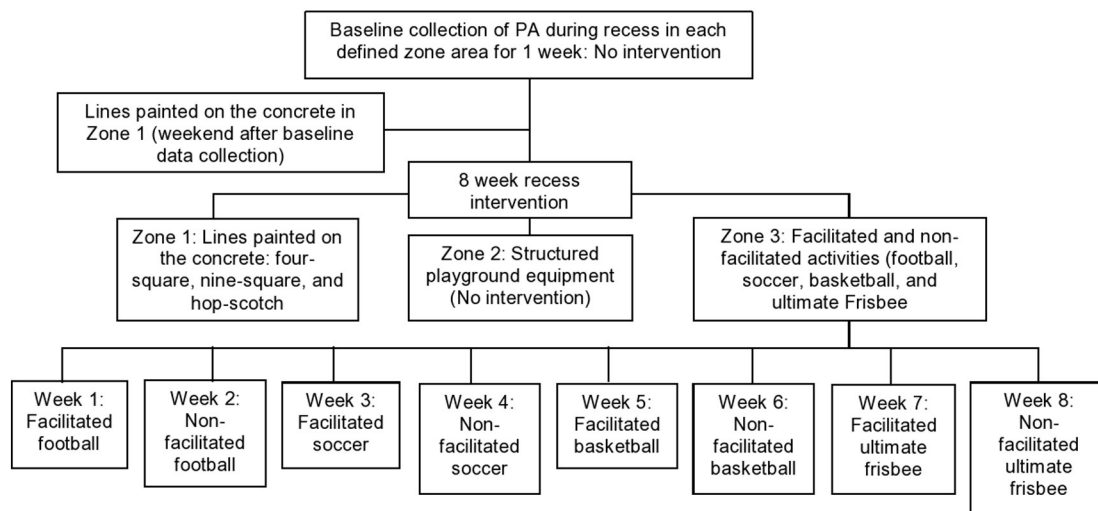 Baseline collection of PA during recess in each
defined zone area for 1 week: No intervention
Lines painted on the concrete in
Zone 1 (weekend after baseline
data collection)
8 week recess
intervention
Zone 1: Lines painted on
the concrete: four-
square, nine-square, and
hop-scotch
Zone 2: Structured
playground equipment
(No intervention)
Zone 3: Facilitated and non-
facilitated activities (football,
soccer, basketball, and
ultimate Frisbee
Week 1:
Facilitated
football
Week 2:
Non-
facilitated
football
Week 3:
Facilitated
soccer
Week 4:
Non-
facilitated
soccer
Week 5:
Facilitated
basketball
Week 6:
Non-
facilitated
basketball
Week 7:
Facilitated
ultimate
frisbee
Week 8:
Non-
facilitated
ultimate
frisbee